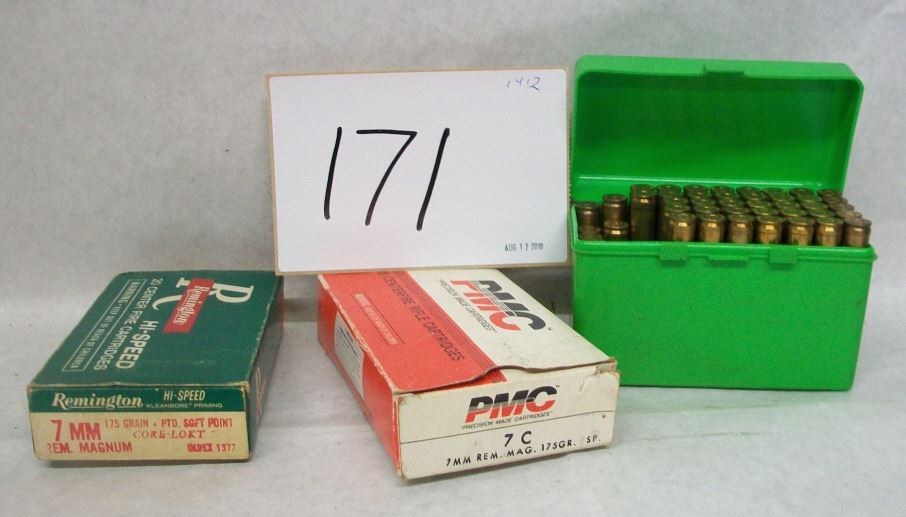 1412
171
AUG 12 2010
Remington
20 CENTER FIRE CARTRIDGES
HI-SPEED
Remington HI-SPEED
KLEANBORE PRIMING
7 MM 175 GRAIN • PTD. SOFT POINT
REM. MAGNUM CORE-LOKT INDEX 1377
CENTERFIRE RIFLE CARTRIDGES
PMC
PRECISION MADE CARTRIDGES
PMC
"PRECISION MADE CARTRIDGES"
7 C
7MM REM. MAG. 175GR. SP.